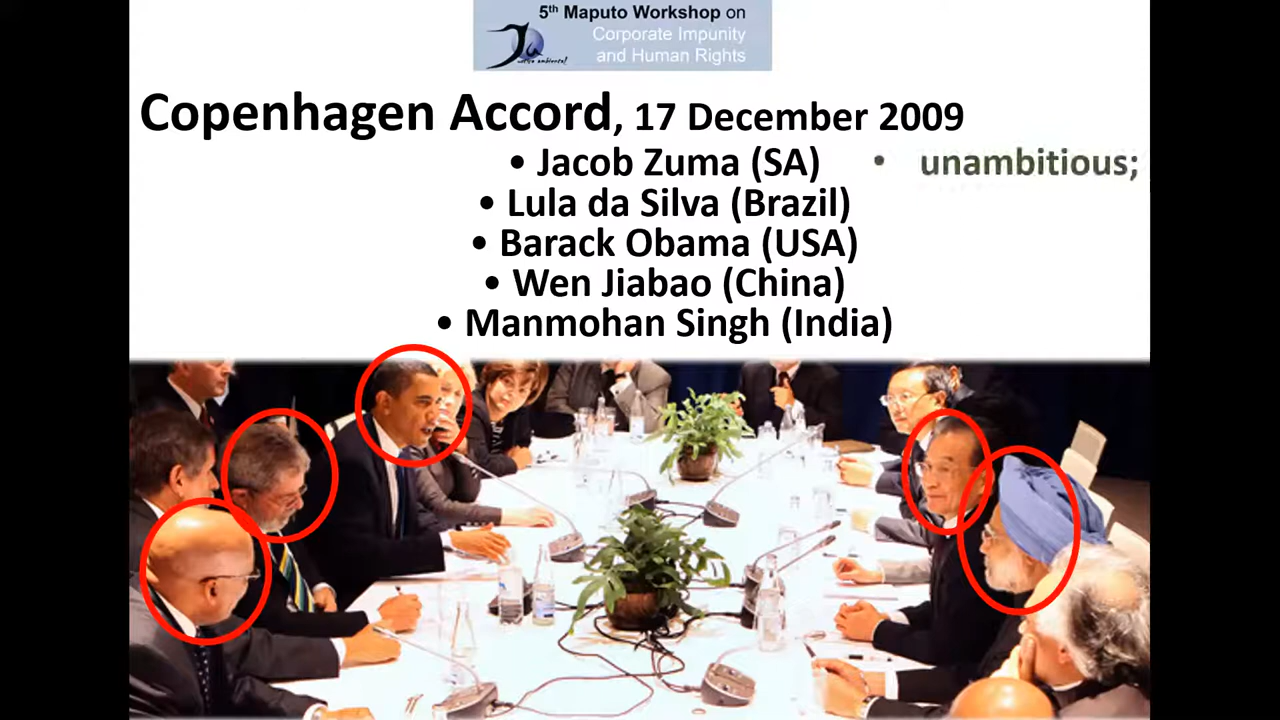 5th Maputo Workshop on
Corporate Impunity
and Human Rights
Copenhagen Accord, 17 December 2009
• Jacob Zuma (SA)
• unambitious;
• Lula da Silva (Brazil)
• Barack Obama (USA)
• Wen Jiabao (China)
• Manmohan Singh (India)